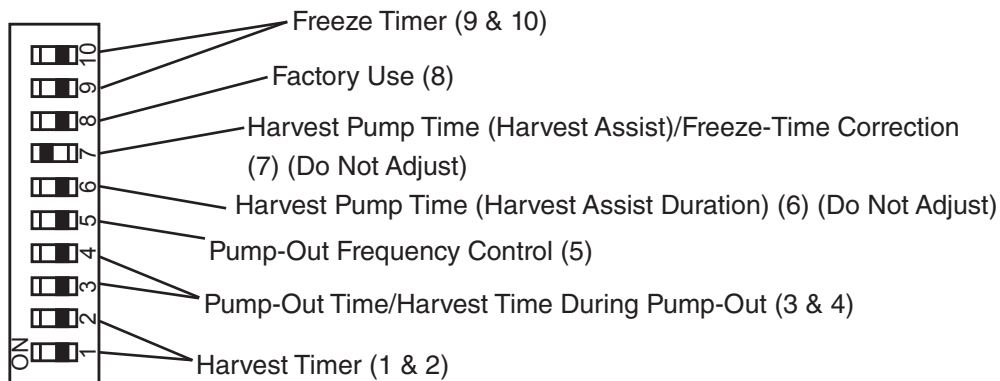 Freeze Timer (9 & 10)
10
9
Factory Use (8)
8
Harvest Pump Time (Harvest Assist)/Freeze-Time Correction
7
(7) (Do Not Adjust)
6
Harvest Pump Time (Harvest Assist Duration) (6) (Do Not Adjust)
5
Pump-Out Frequency Control (5)
4
3
Pump-Out Time/Harvest Time During Pump-Out (3 & 4)
2
ON
1
Harvest Timer (1 & 2)